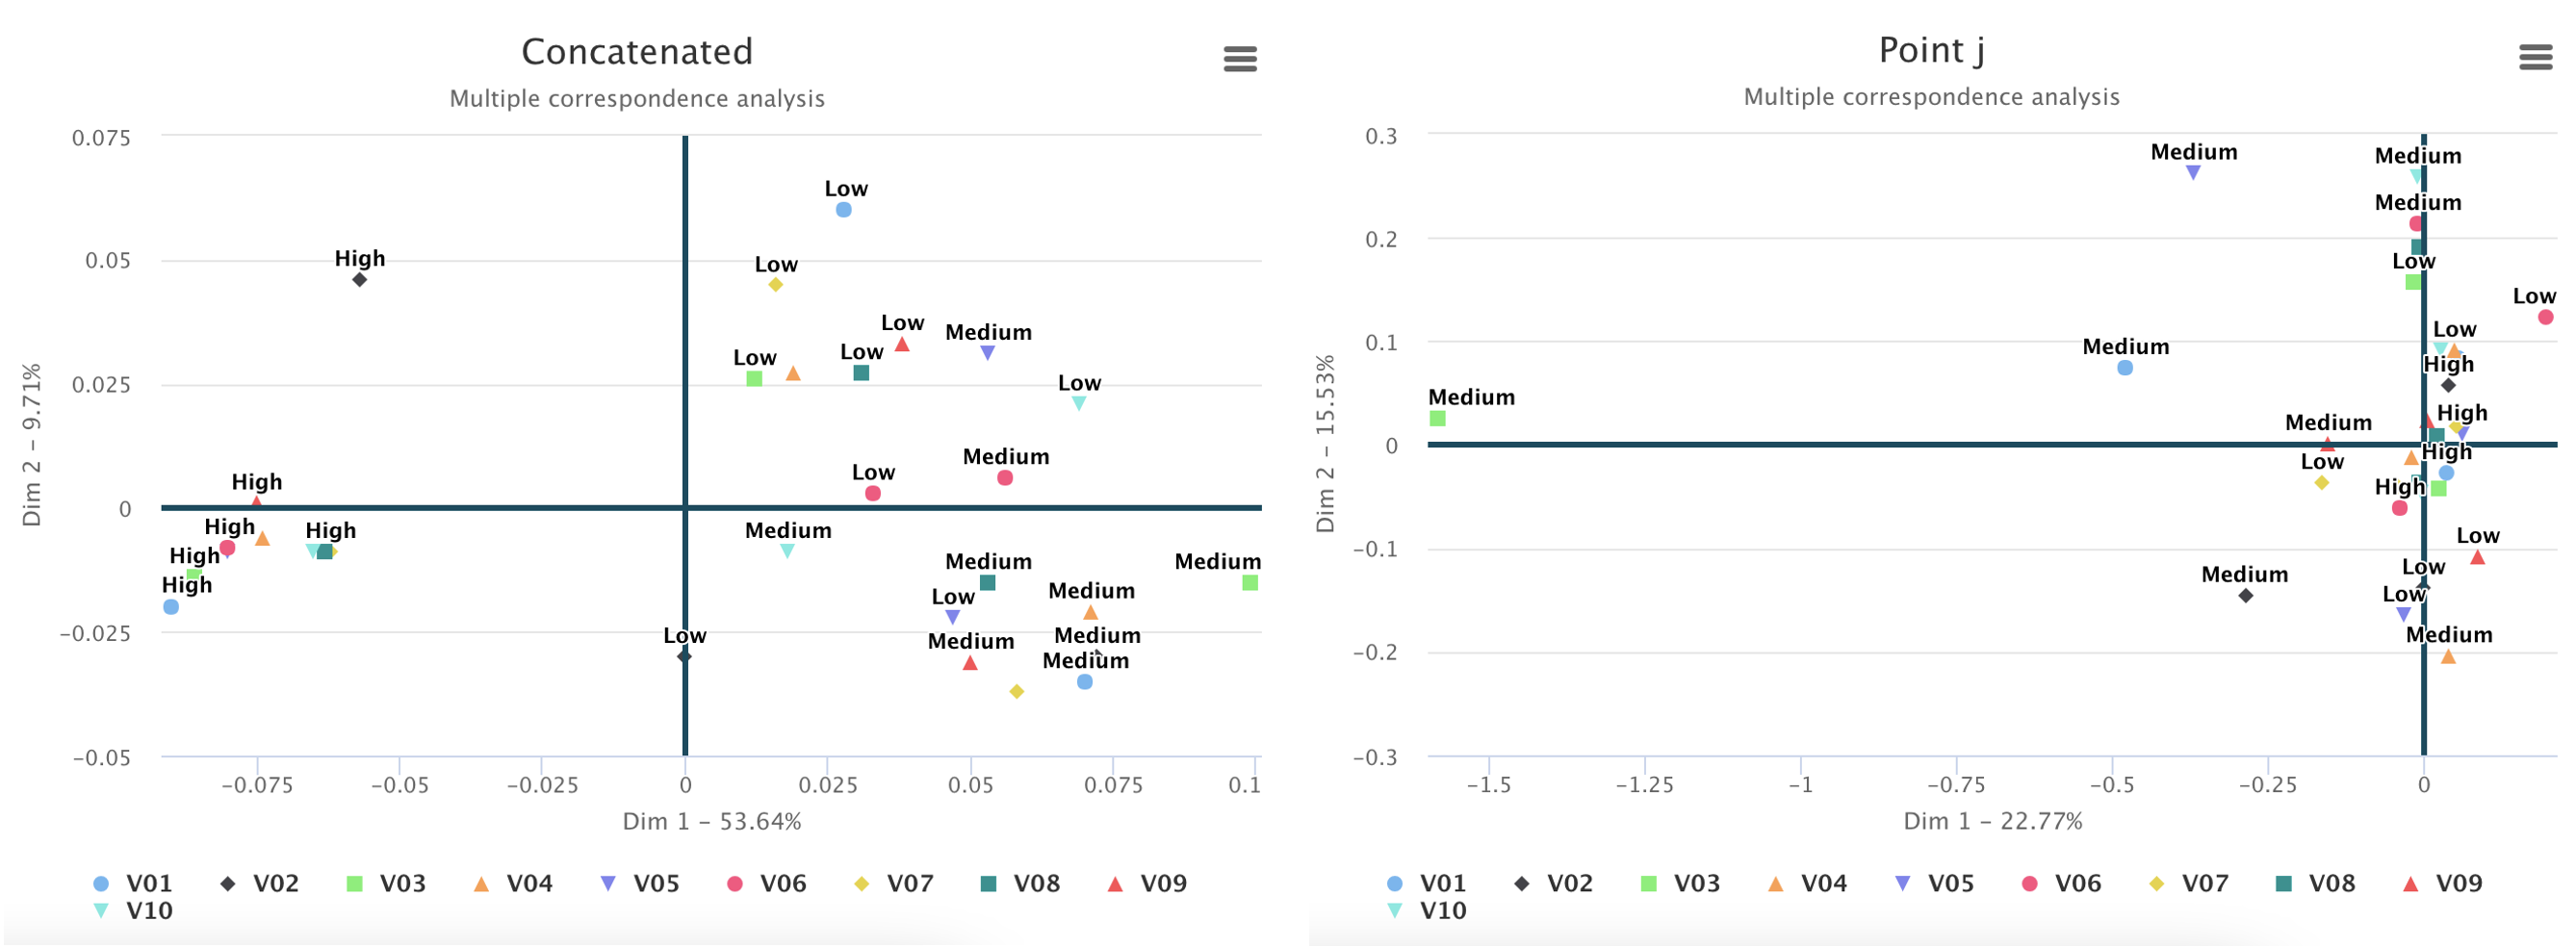 Concatenated
Multiple correspondence analysis
0.075
0.05
0.025
0
−0.025
−0.05
Dim 2 – 9.71%
Low
High
Low
Low
Medium
Low
Low
Low
Medium
Low
High
High
High
High
High
Medium
Medium
Medium
Low
Medium
Low
Medium
Medium
Medium
−0.075
−0.05
−0.025
0
0.025
0.05
0.075
0.1
Dim 1 – 53.64%
V01 V02 V03 V04 V05 V06 V07 V08 V09
V10
Point j
Multiple correspondence analysis
0.3
0.2
0.1
0
−0.1
−0.2
−0.3
Dim 2 – 15.53%
Medium
Medium
Medium
Low
Low
Low
Medium
High
Medium
High
Medium
High
Low
High
Low
Low
Medium
Low
Medium
−1.5
−1.25
−1
−0.75
−0.5
−0.25
0
Dim 1 – 22.77%
V01 V02 V03 V04 V05 V06 V07 V08 V09
V10